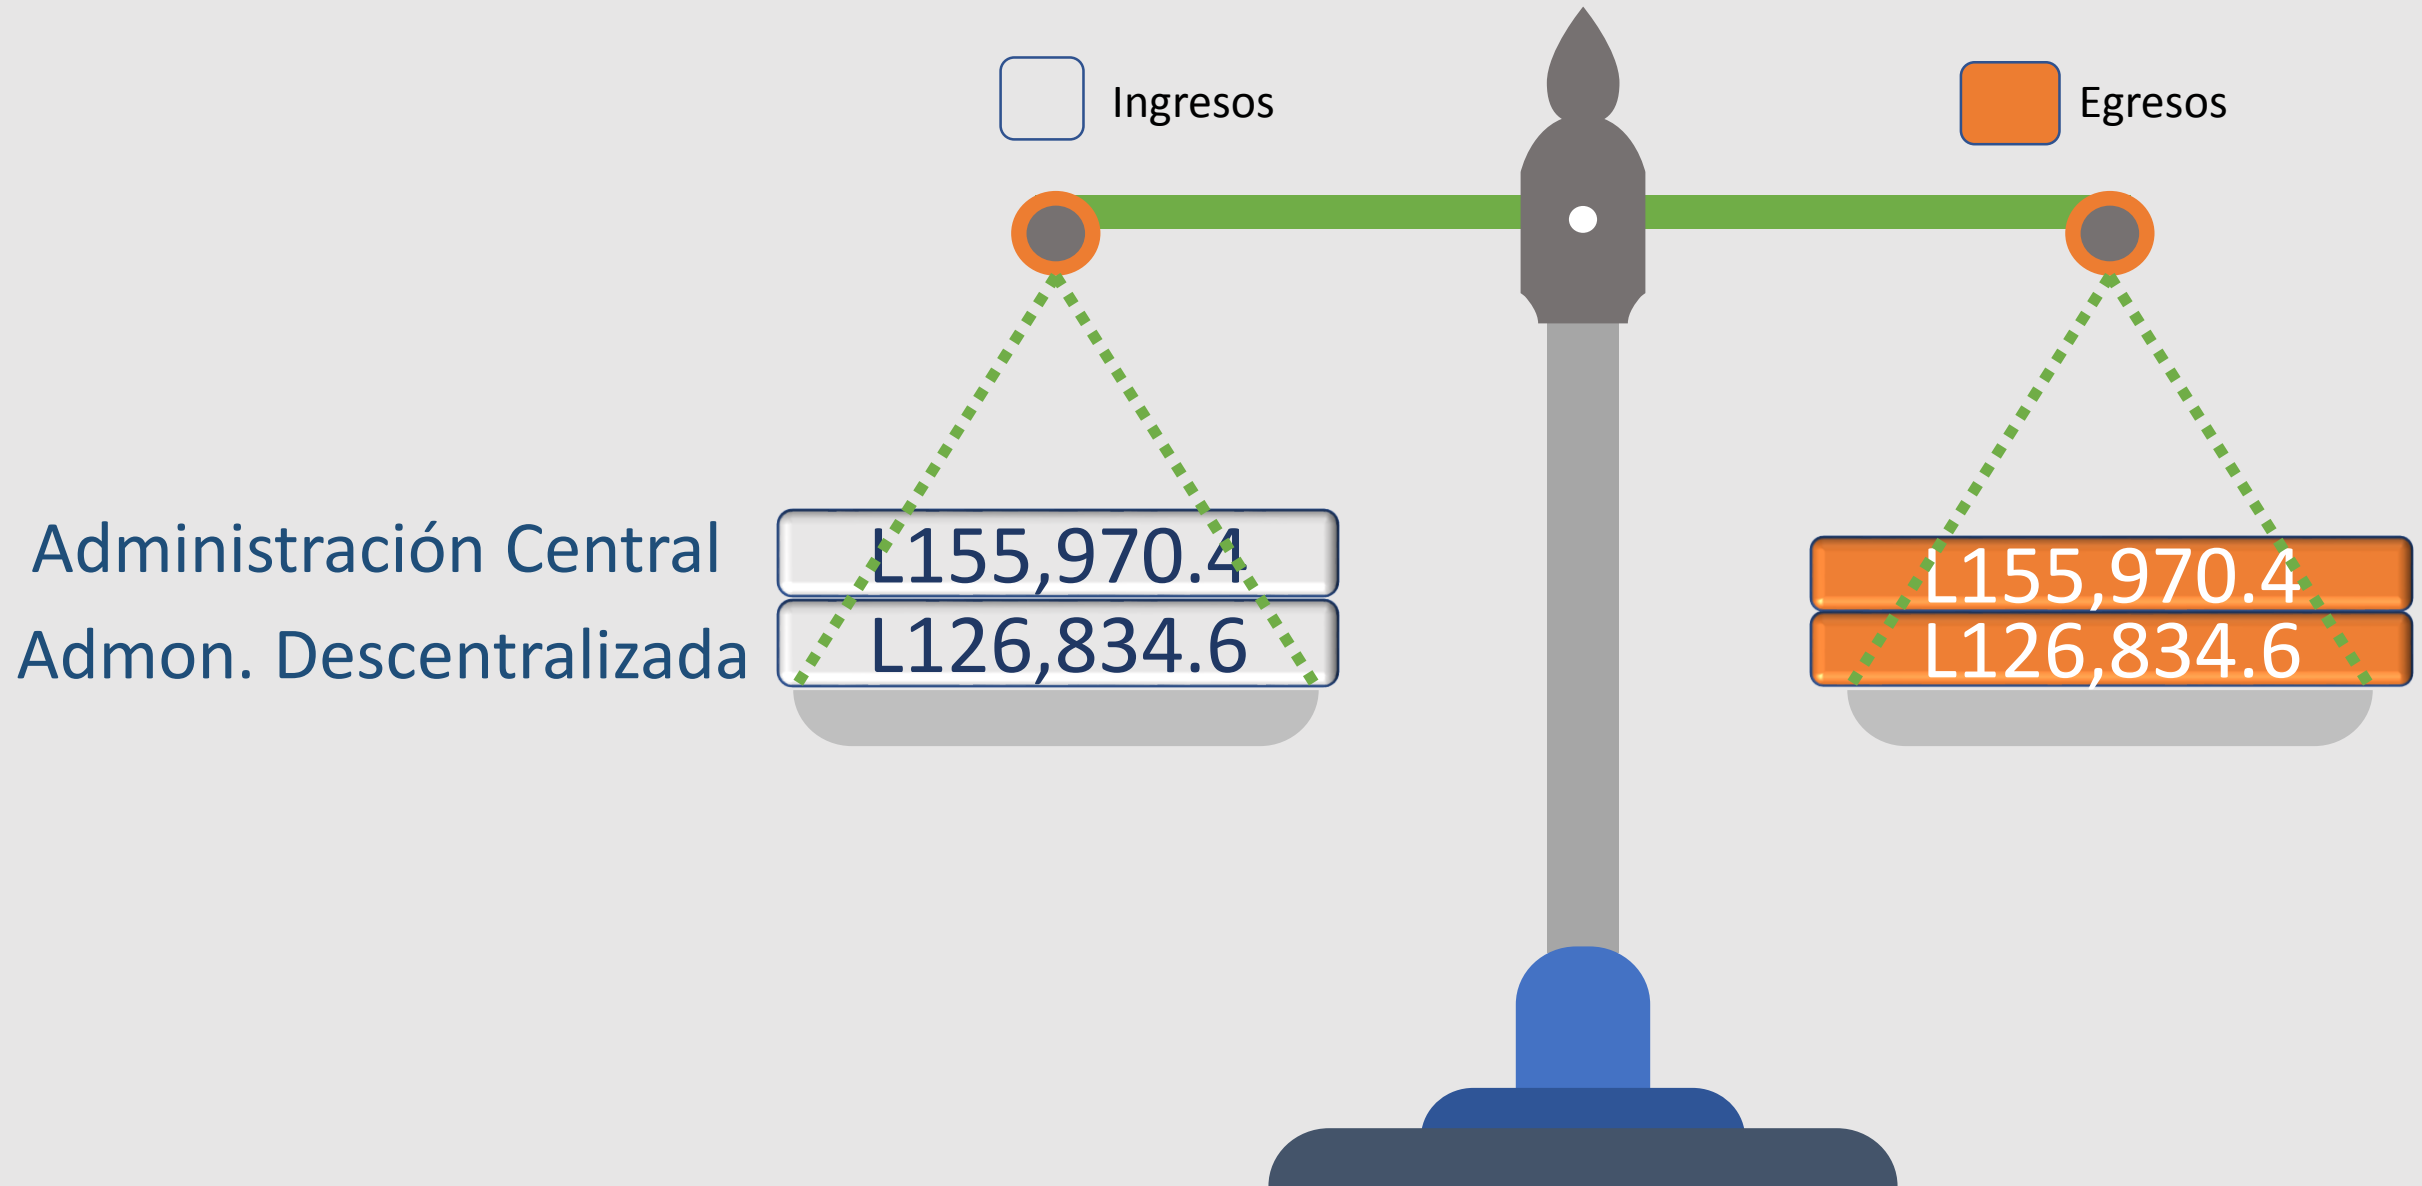 Ingresos
Egresos
Administración Central
L155,970.4
L155,970.4
Admon. Descentralizada
L126,834.6
L126,834.6